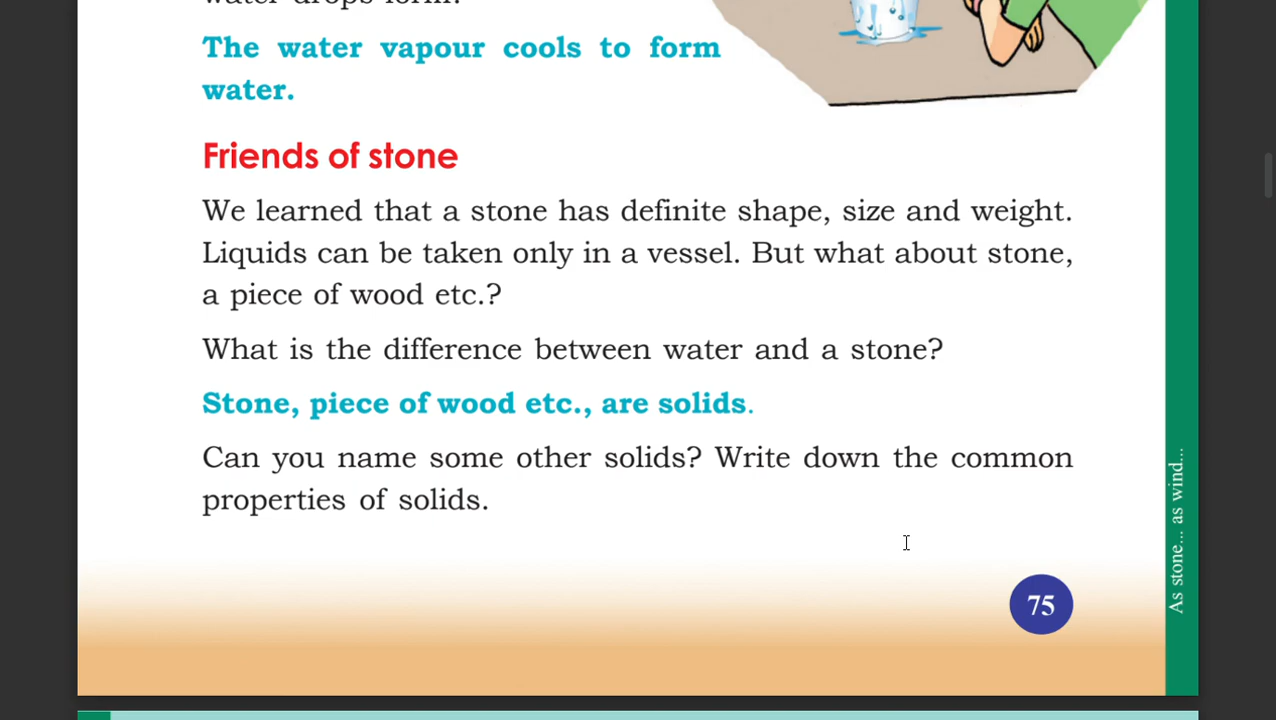 water drops form?
The water vapour cools to form
water.
Friends of stone
We learned that a stone has definite shape, size and weight.
Liquids can be taken only in a vessel. But what about stone,
a piece of wood etc.?
What is the difference between water and a stone?
Stone, piece of wood etc., are solids.
Can you name some other solids? Write down the common
properties of solids.
As stone... as wind...
75